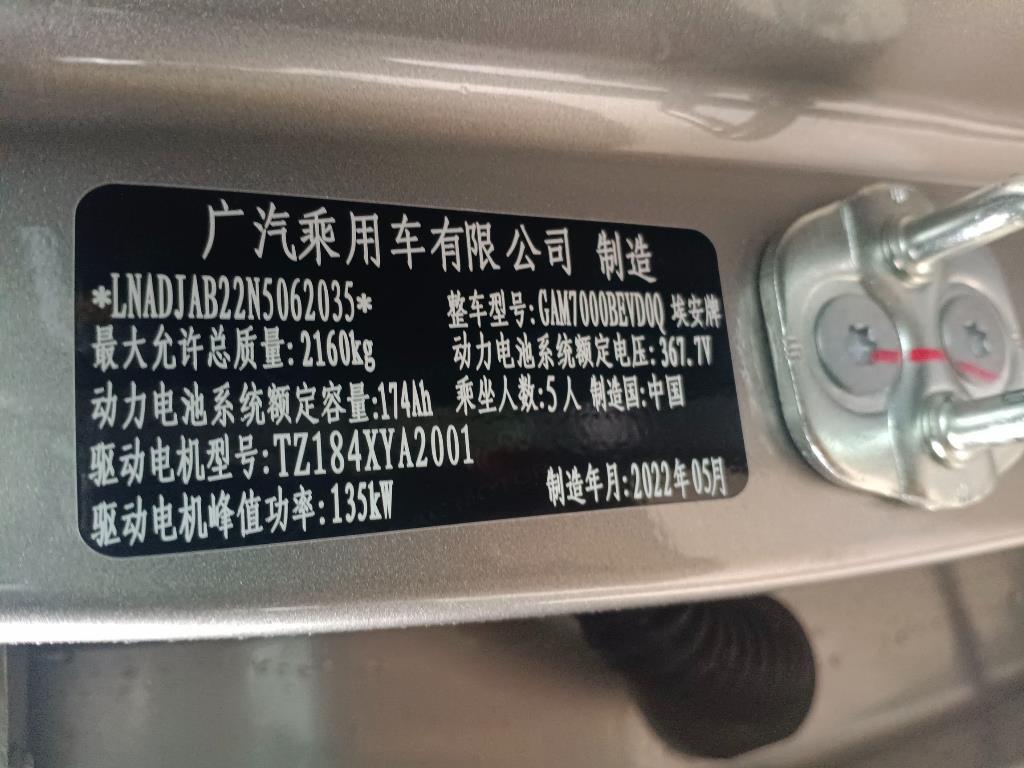 广汽乘用车有限公司 制造
*LNADJAB22N5062035* 整车型号:GAM7000BEVD0Q 埃安牌
最大允许总质量:2160kg 动力电池系统额定电压:367.7V
动力电池系统额定容量:174Ah 乘坐人数:5人 制造国:中国
驱动电机型号:TZ184XYA2001
驱动电机峰值功率:135kW 制造年月:2022年05月